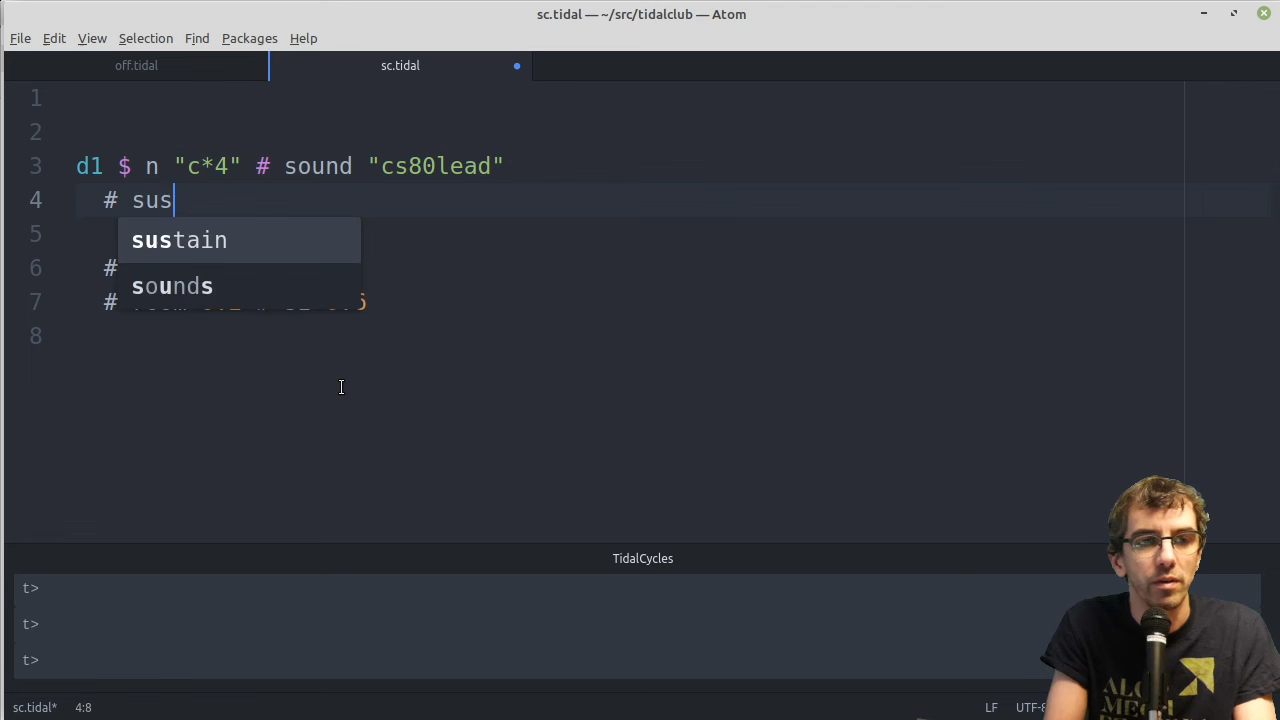 sc.tidal — ~/src/tidalclub — Atom
File Edit View Selection Find Packages Help
off.tidal sc.tidal
1
2
3 d1 $ n "c*4" # sound "cs80lead"
4 # sus
5 sustain
6 #
sounds
7 #
8
TidalCycles
t>
t>
t>
sc.tidal* 4:8 LF